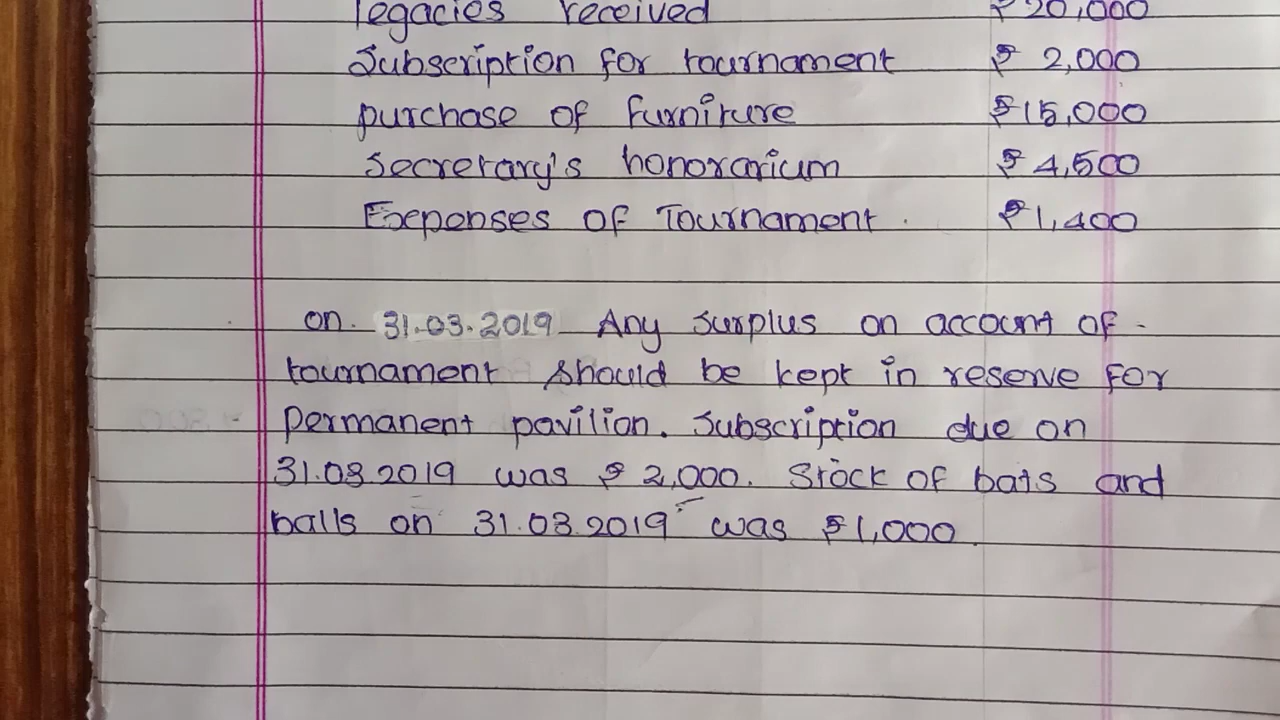 legacies received ₹20,000
Subscription for tournament ₹ 2,000
purchase of Furniture ₹15,000
Secretary's honorarium ₹ 4,500
Expenses of Tournament. ₹1,400
on. 31.03.2019 Any surplus on account of -
tournament should be kept in reserve for
permanent pavilion. Subscription due on
31.03.2019 was ₹ 2,000. Stock of bats and
balls on 31.03.2019 was ₹1,000.